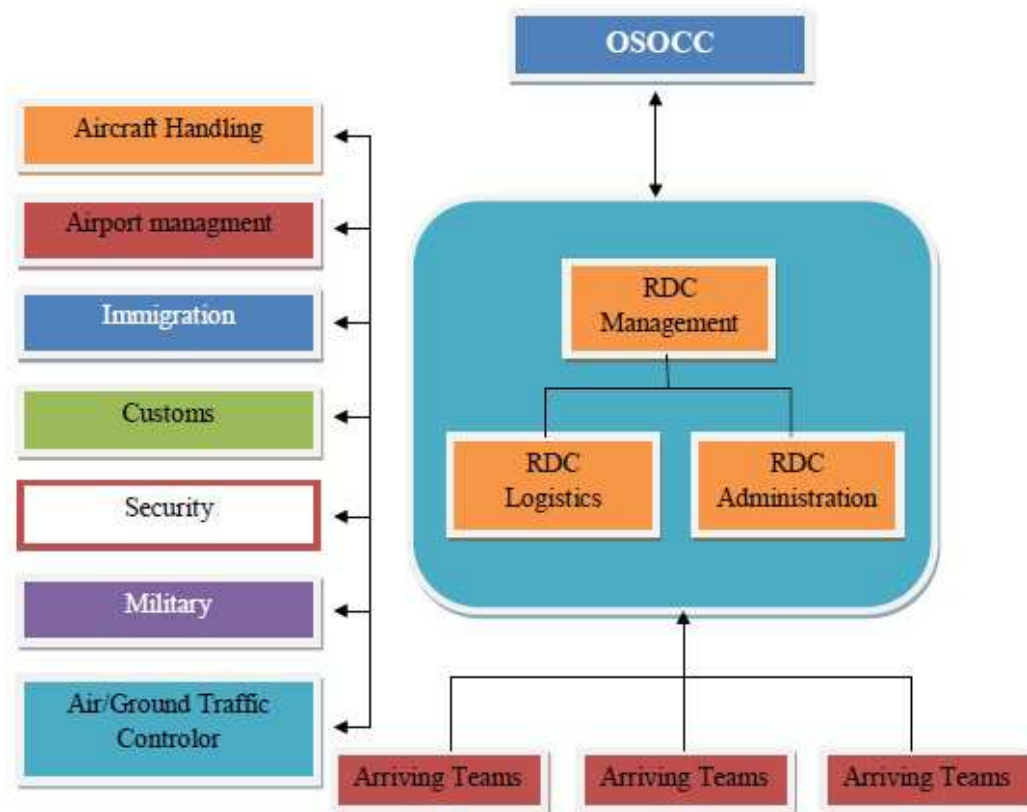 OSOCC
Aircraft Handling
Airport managment
Immigration
Customs
Security
Military
Air/Ground Traffic
Controlor
RDC
Management
RDC
Logistics
RDC
Administration
Arriving Teams
Arriving Teams
Arriving Teams